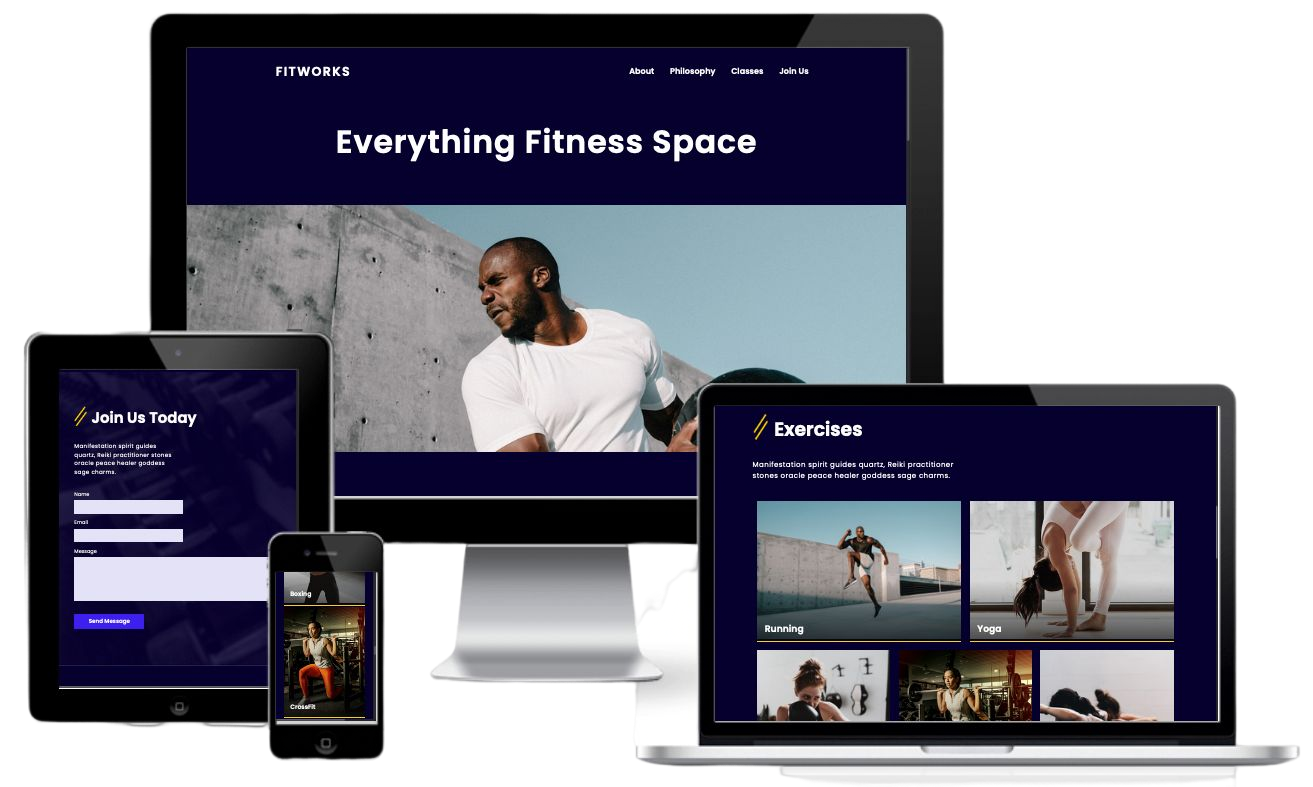 FITWORKS
About Philosophy Classes Join Us
Everything Fitness Space
Join Us Today
Manifestation spirit guides
quartz, Reiki practitioner stones
oracle peace healer goddess
sage charms.
Name
Email
Message
Send Message
Boxing
CrossFit
Exercises
Manifestation spirit guides quartz, Reiki practitioner
stones oracle peace healer goddess sage charms.
Running
Yoga